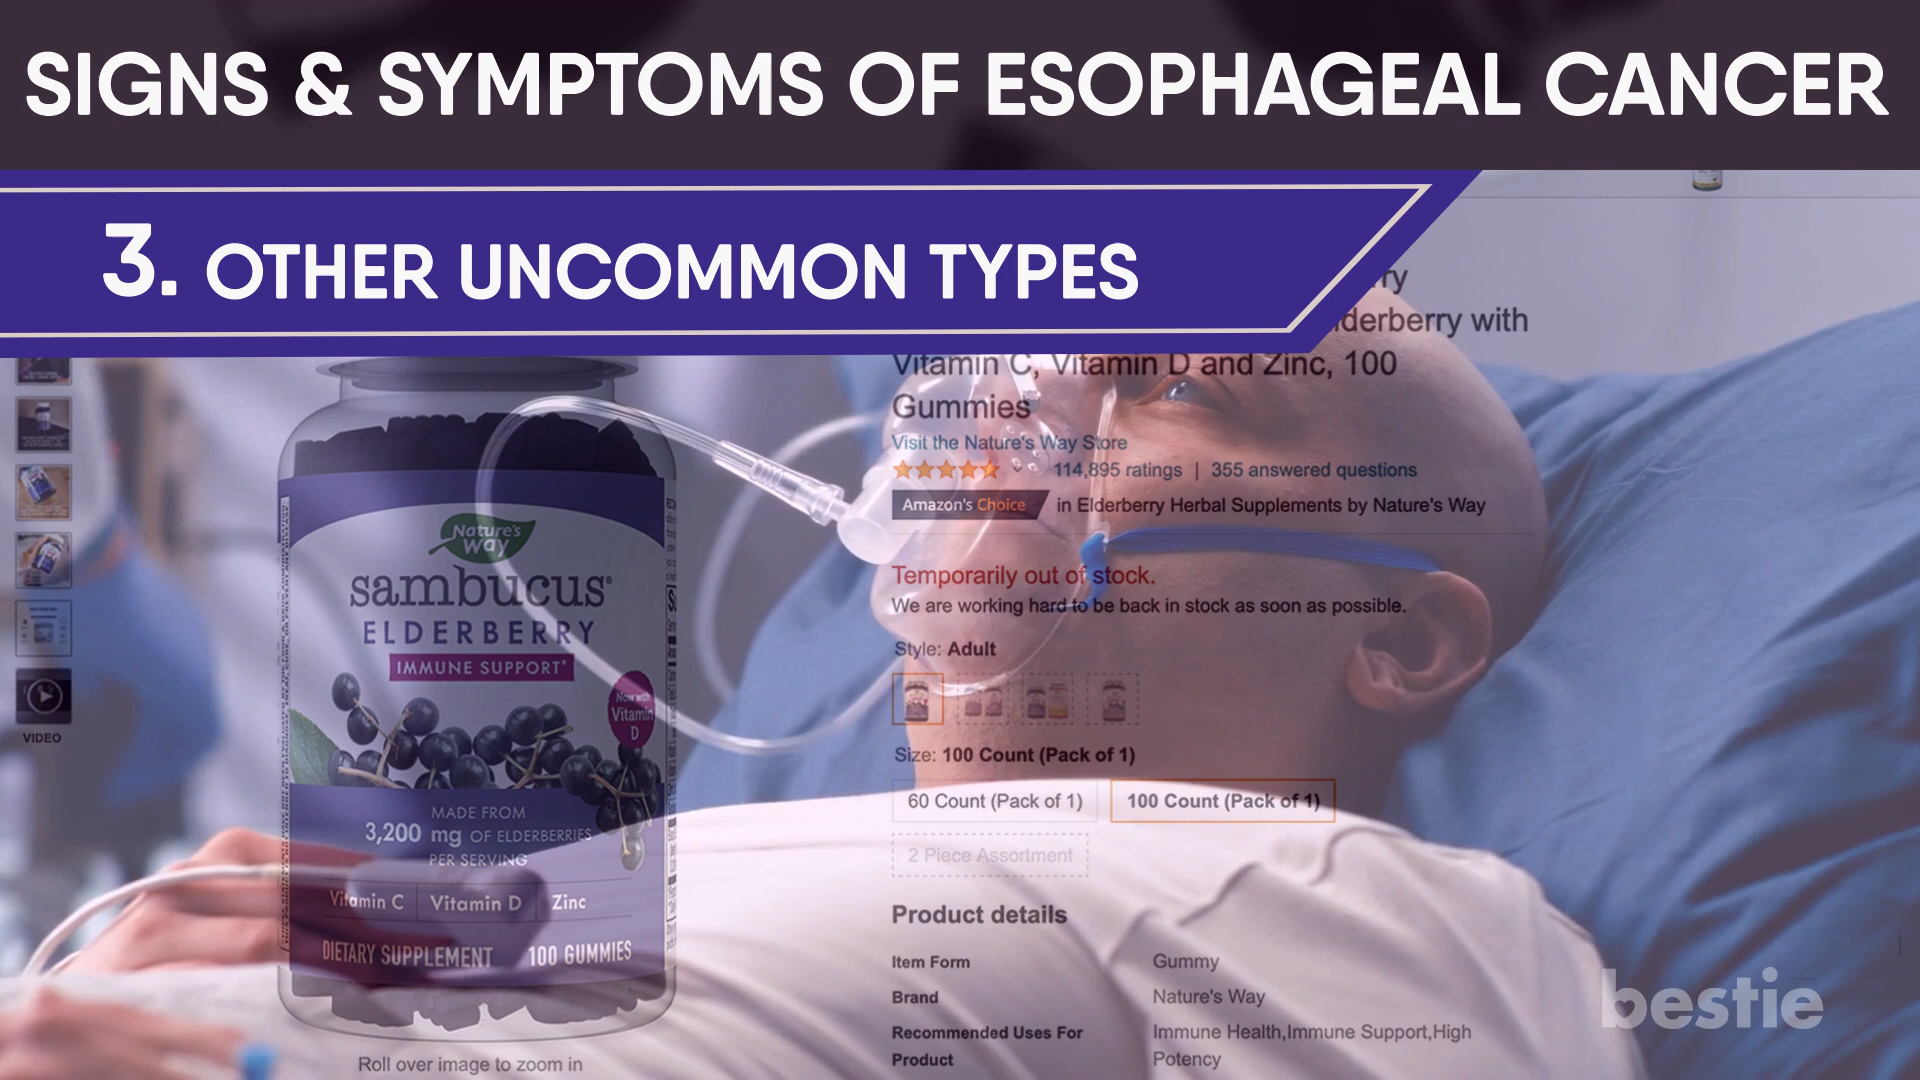 SIGNS & SYMPTOMS OF ESOPHAGEAL CANCER
3. OTHER UNCOMMON TYPES
derberry with
Vitamin C, Vitamin D and Zinc, 100
Gummies
Visit the Nature's Way Store
114,895 ratings | 355 answered questions
Amazon's Choice in Elderberry Herbal Supplements by Nature's Way
Temporarily out of stock.
We are working hard to be back in stock as soon as possible.
Style: Adult
Size: 100 Count (Pack of 1)
60 Count (Pack of 1) 100 Count (Pack of 1)
2 Piece Assortment
Product details
Item Form Gummy
Brand Nature's Way
Recommended Uses For Immune Health,Immune Support,High
Product Potency
VIDEO
Nature's
Way
sambucus®
ELDERBERRY
IMMUNE SUPPORT*
Now with
Vitamin
D
MADE FROM
3,200 mg OF ELDERBERRIES
PER SERVING
Vitamin C Vitamin D Zinc
DIETARY SUPPLEMENT 100 GUMMIES
Roll over image to zoom in
bestie